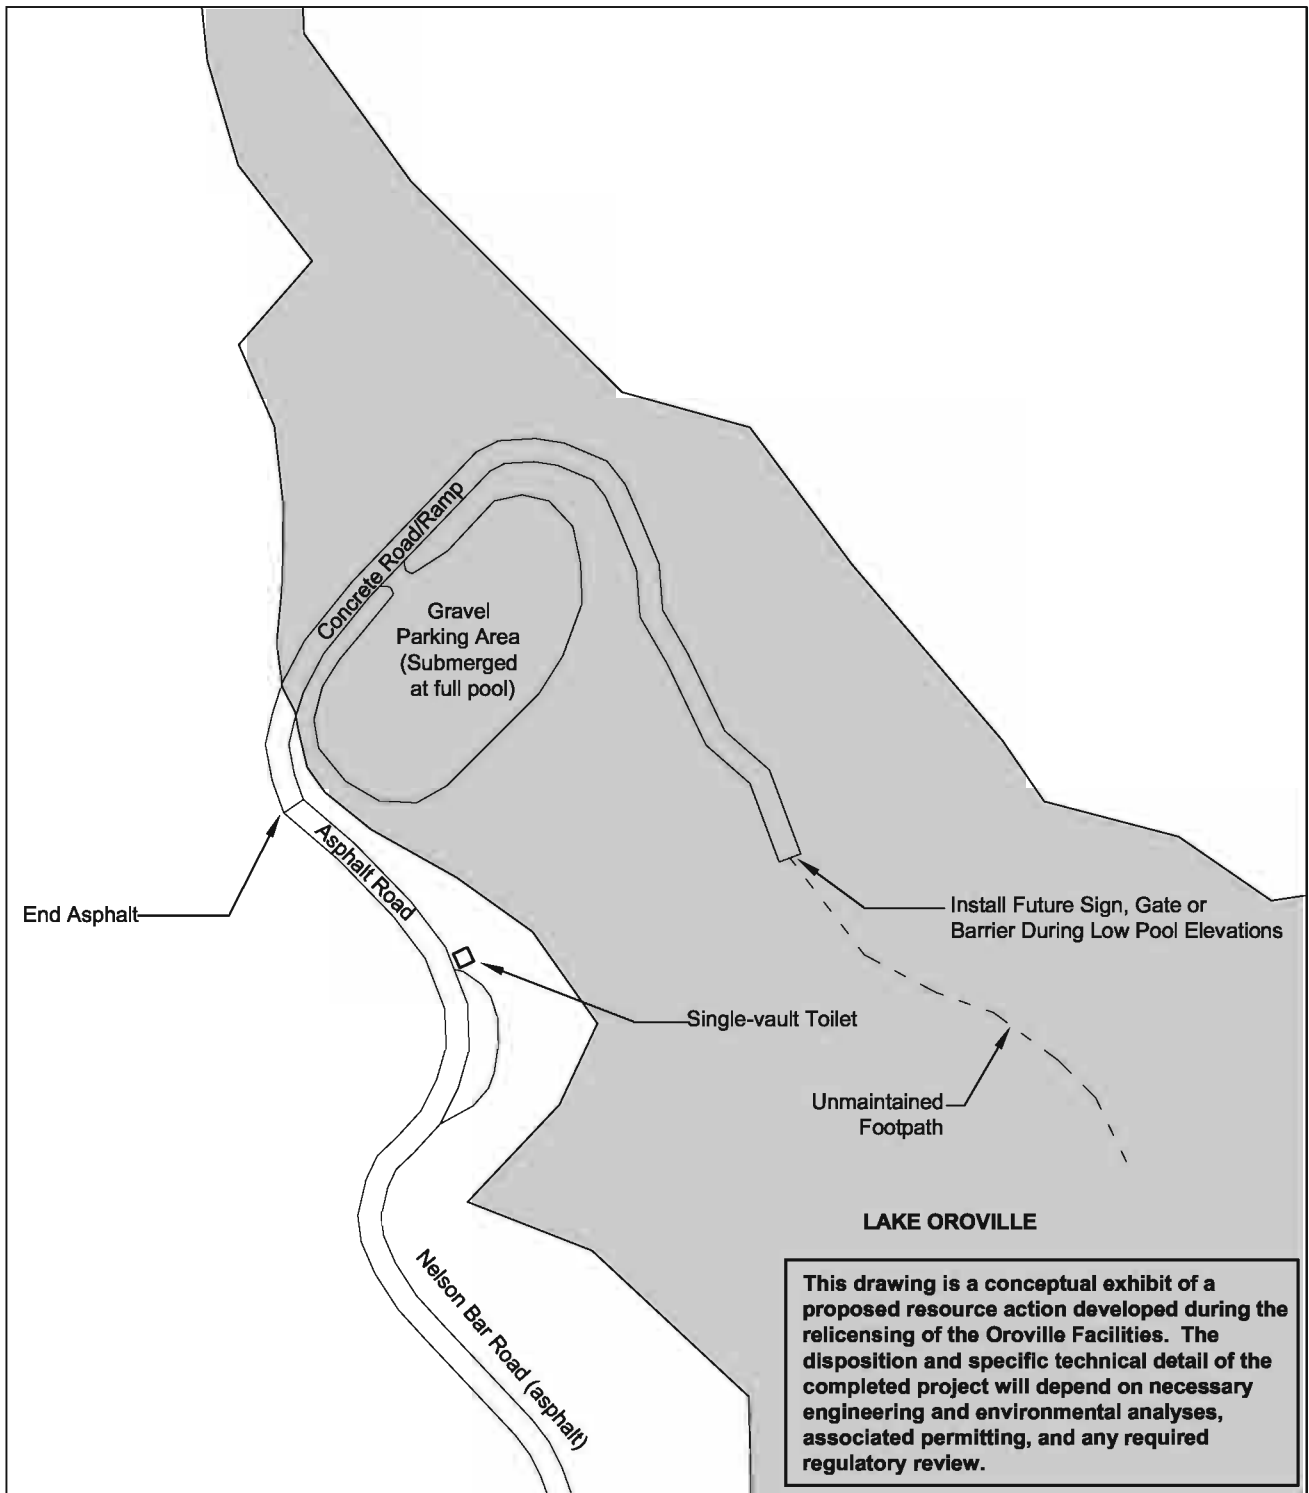 Concrete Road/Ramp
Gravel
Parking Area
(Submerged
at full pool)
Asphalt Road
End Asphalt
Install Future Sign, Gate or
Barrier During Low Pool Elevations
Single-vault Toilet
Unmaintained
Footpath
LAKE OROVILLE
Nelson Bar Road (asphalt)
This drawing is a conceptual exhibit of a
proposed resource action developed during the
relicensing of the Oroville Facilities. The
disposition and specific technical detail of the
completed project will depend on necessary
engineering and environmental analyses,
associated permitting, and any required
regulatory review.